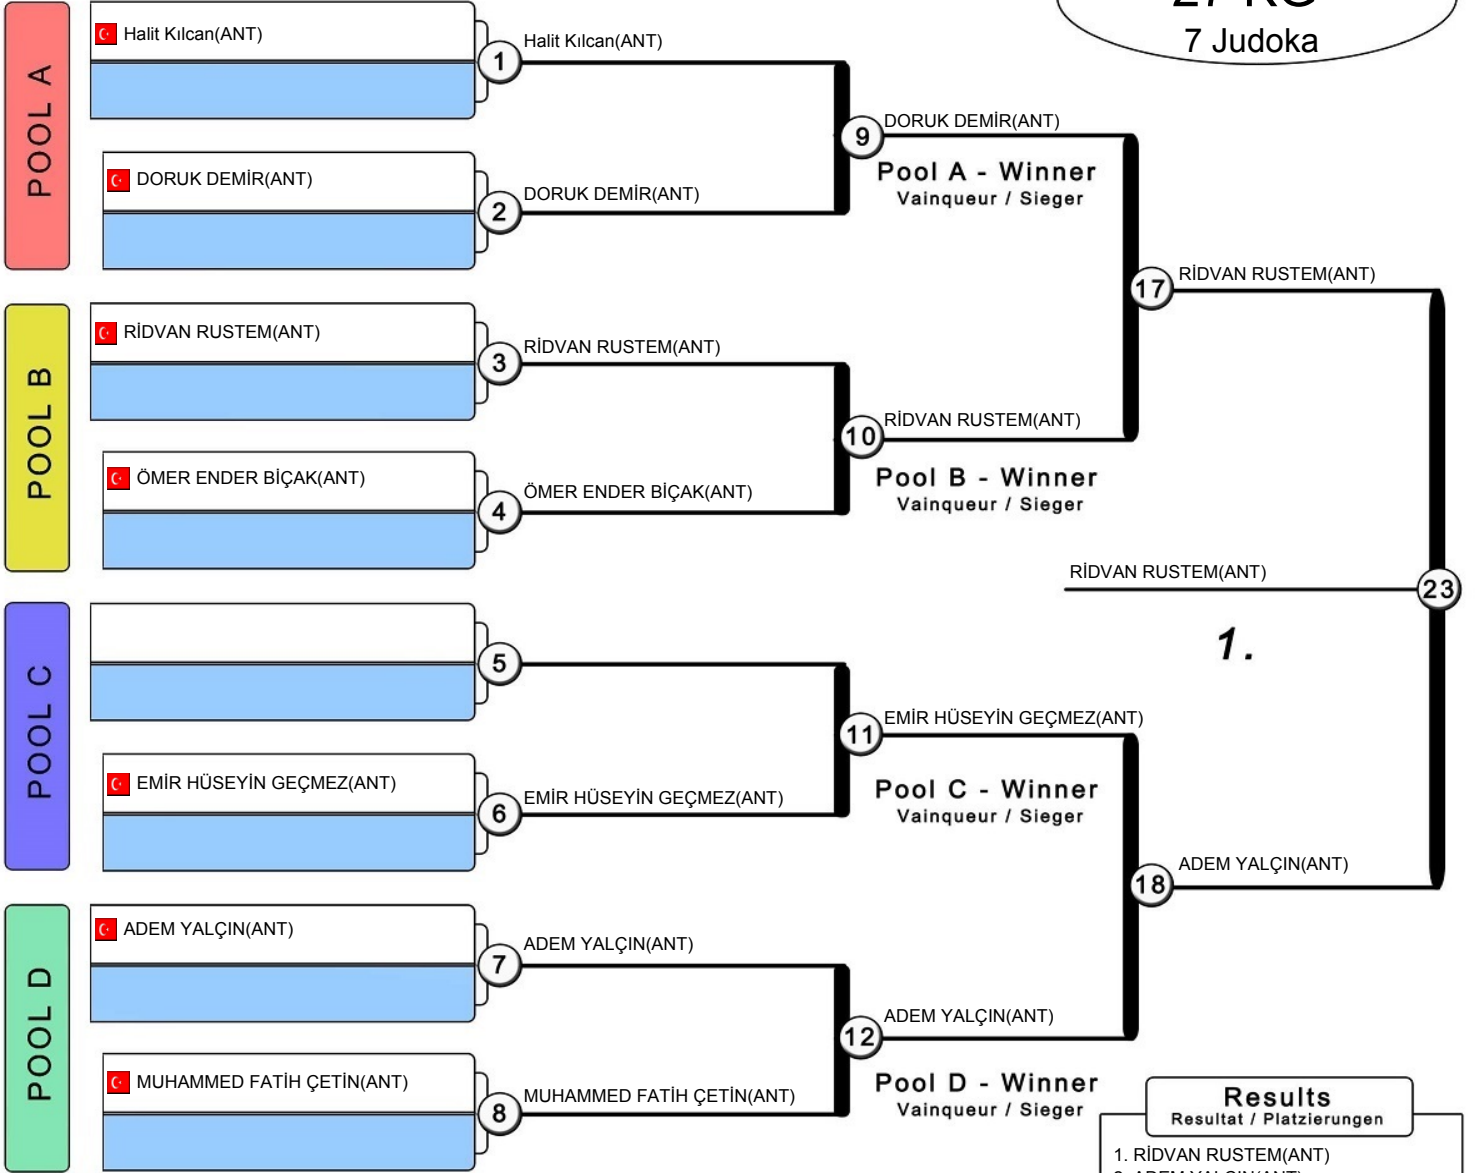 27 KG
7 Judoka
POOL A
Halit Kılcan(ANT)
1
Halit Kılcan(ANT)
DORUK DEMİR(ANT)
2
DORUK DEMİR(ANT)
9
DORUK DEMİR(ANT)
Pool A - Winner
Vainqueur / Sieger
POOL B
RİDVAN RUSTEM(ANT)
3
RİDVAN RUSTEM(ANT)
ÖMER ENDER BİÇAK(ANT)
4
ÖMER ENDER BİÇAK(ANT)
10
RİDVAN RUSTEM(ANT)
Pool B - Winner
Vainqueur / Sieger
17
RİDVAN RUSTEM(ANT)
RİDVAN RUSTEM(ANT)
23
1.
POOL C
5
EMİR HÜSEYİN GEÇMEZ(ANT)
6
EMİR HÜSEYİN GEÇMEZ(ANT)
11
EMİR HÜSEYİN GEÇMEZ(ANT)
Pool C - Winner
Vainqueur / Sieger
18
ADEM YALÇIN(ANT)
POOL D
ADEM YALÇIN(ANT)
7
ADEM YALÇIN(ANT)
MUHAMMED FATİH ÇETİN(ANT)
8
MUHAMMED FATİH ÇETİN(ANT)
12
ADEM YALÇIN(ANT)
Pool D - Winner
Vainqueur / Sieger
Results
Resultat / Platzierungen
1. RİDVAN RUSTEM(ANT)
2. ADEM YALÇIN(ANT)